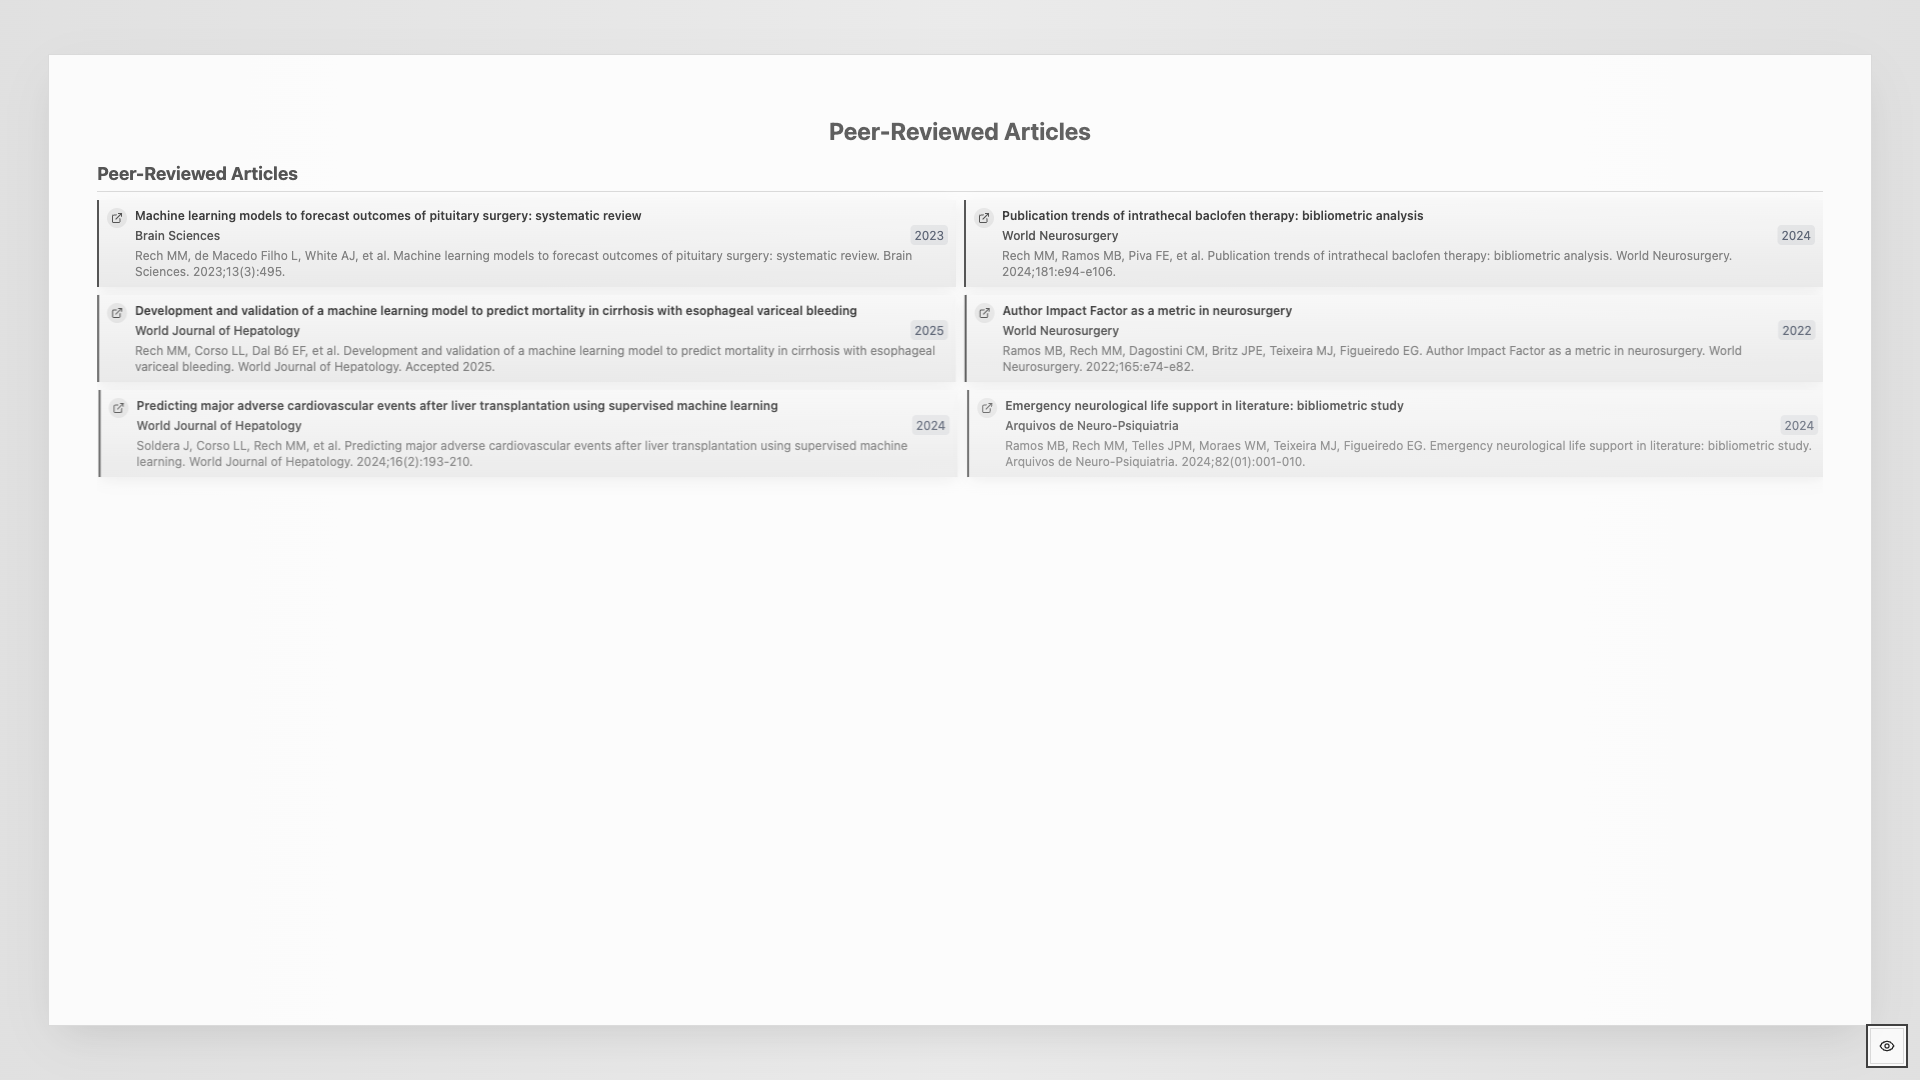 Peer-Reviewed Articles
Peer-Reviewed Articles
Machine learning models to forecast outcomes of pituitary surgery: systematic review
Brain Sciences
2023
Rech MM, de Macedo Filho L, White AJ, et al. Machine learning models to forecast outcomes of pituitary surgery: systematic review. Brain
Sciences. 2023;13(3):495.
Publication trends of intrathecal baclofen therapy: bibliometric analysis
World Neurosurgery
2024
Rech MM, Ramos MB, Piva FE, et al. Publication trends of intrathecal baclofen therapy: bibliometric analysis. World Neurosurgery.
2024;181:e94-e106.
Development and validation of a machine learning model to predict mortality in cirrhosis with esophageal variceal bleeding
World Journal of Hepatology
2025
Rech MM, Corso LL, Dal Bó EF, et al. Development and validation of a machine learning model to predict mortality in cirrhosis with esophageal
variceal bleeding. World Journal of Hepatology. Accepted 2025.
Author Impact Factor as a metric in neurosurgery
World Neurosurgery
2022
Ramos MB, Rech MM, Dagostini CM, Britz JPE, Teixeira MJ, Figueiredo EG. Author Impact Factor as a metric in neurosurgery. World
Neurosurgery. 2022;165:e74-e82.
Predicting major adverse cardiovascular events after liver transplantation using supervised machine learning
World Journal of Hepatology
2024
Soldera J, Corso LL, Rech MM, et al. Predicting major adverse cardiovascular events after liver transplantation using supervised machine
learning. World Journal of Hepatology. 2024;16(2):193-210.
Emergency neurological life support in literature: bibliometric study
Arquivos de Neuro-Psiquiatria
2024
Ramos MB, Rech MM, Telles JPM, Moraes WM, Teixeira MJ, Figueiredo EG. Emergency neurological life support in literature: bibliometric study.
Arquivos de Neuro-Psiquiatria. 2024;82(01):001-010.